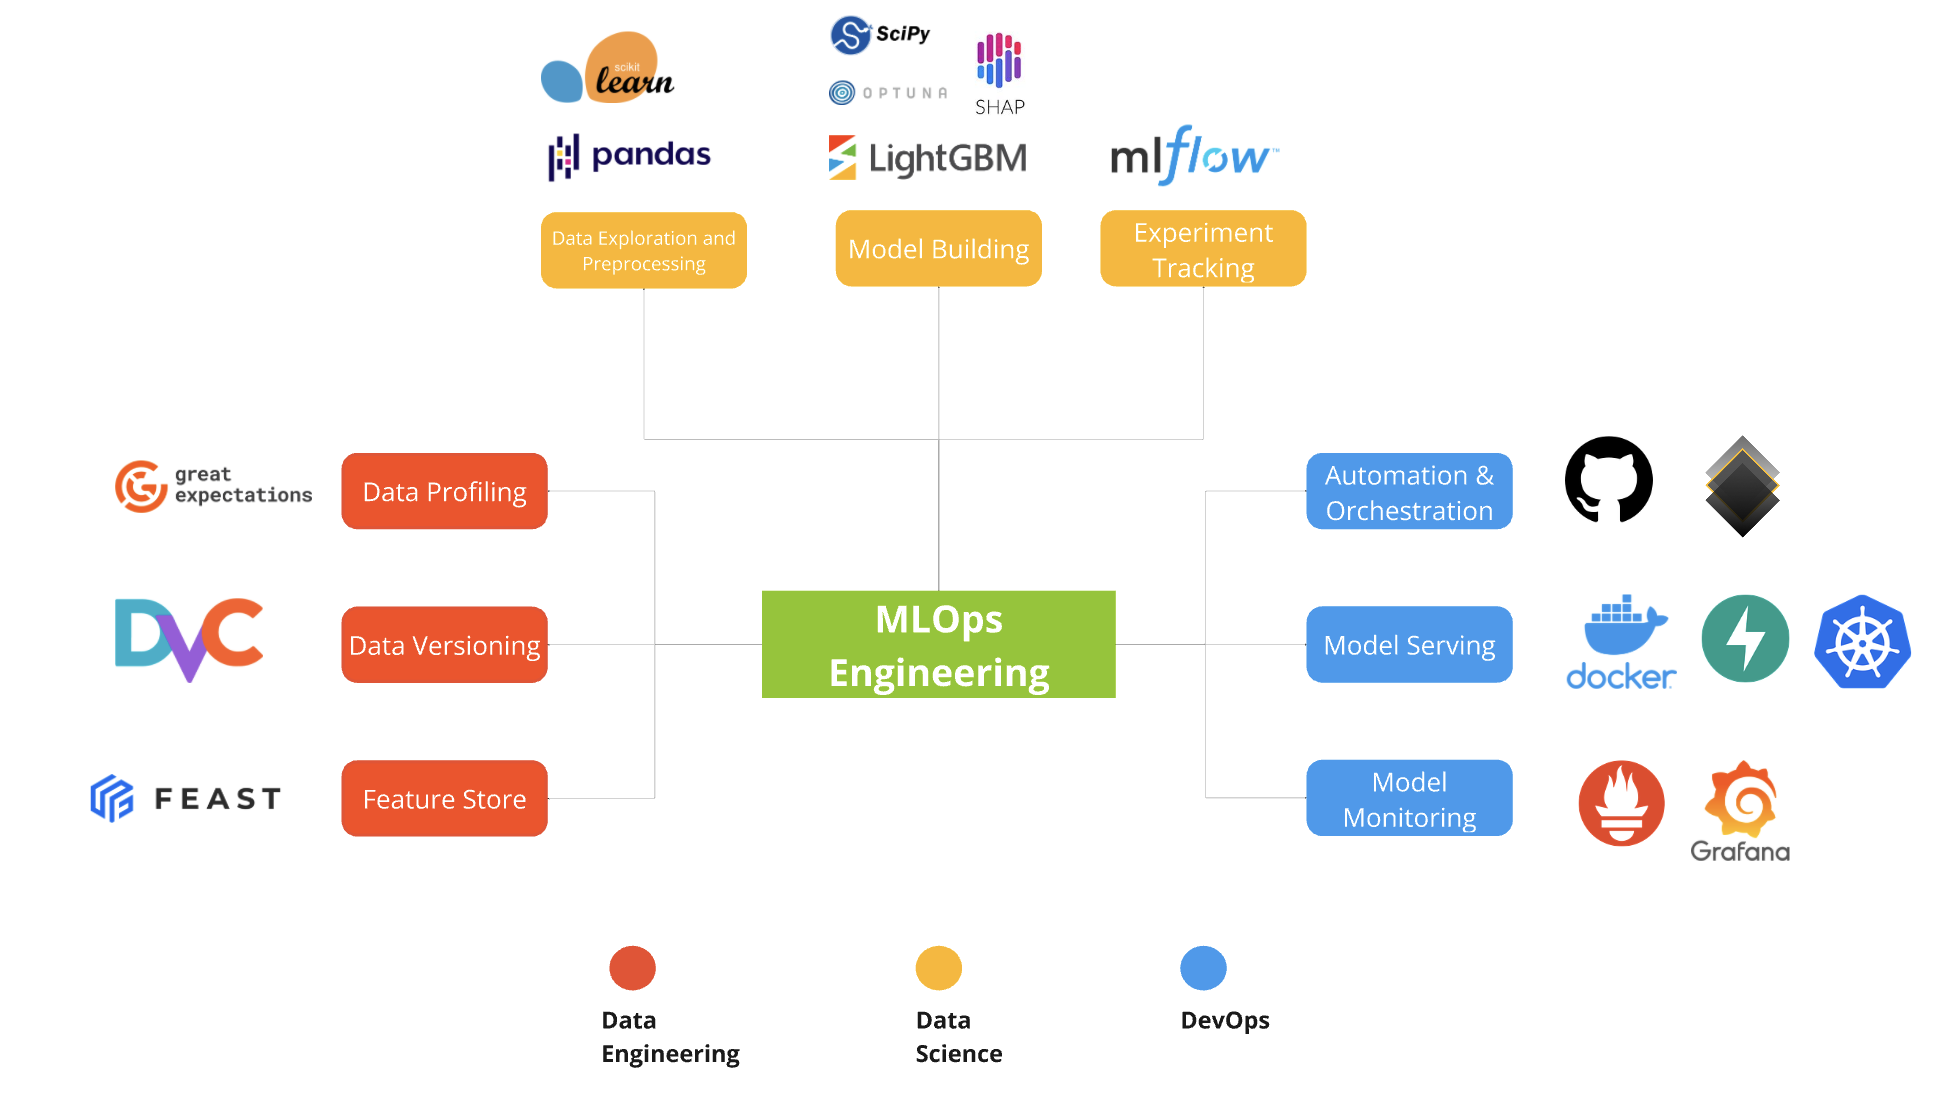 scikit
learn
pandas
SciPy
OPTUNA
SHAP
LightGBM
mlflow™
Data Exploration and
Preprocessing
Model Building
Experiment
Tracking
great
expectations
Data Profiling
Automation &
Orchestration
DVC
Data Versioning
MLOps
Engineering
Model Serving
docker
FEAST
Feature Store
Model
Monitoring
Grafana
Data
Engineering
Data
Science
DevOps